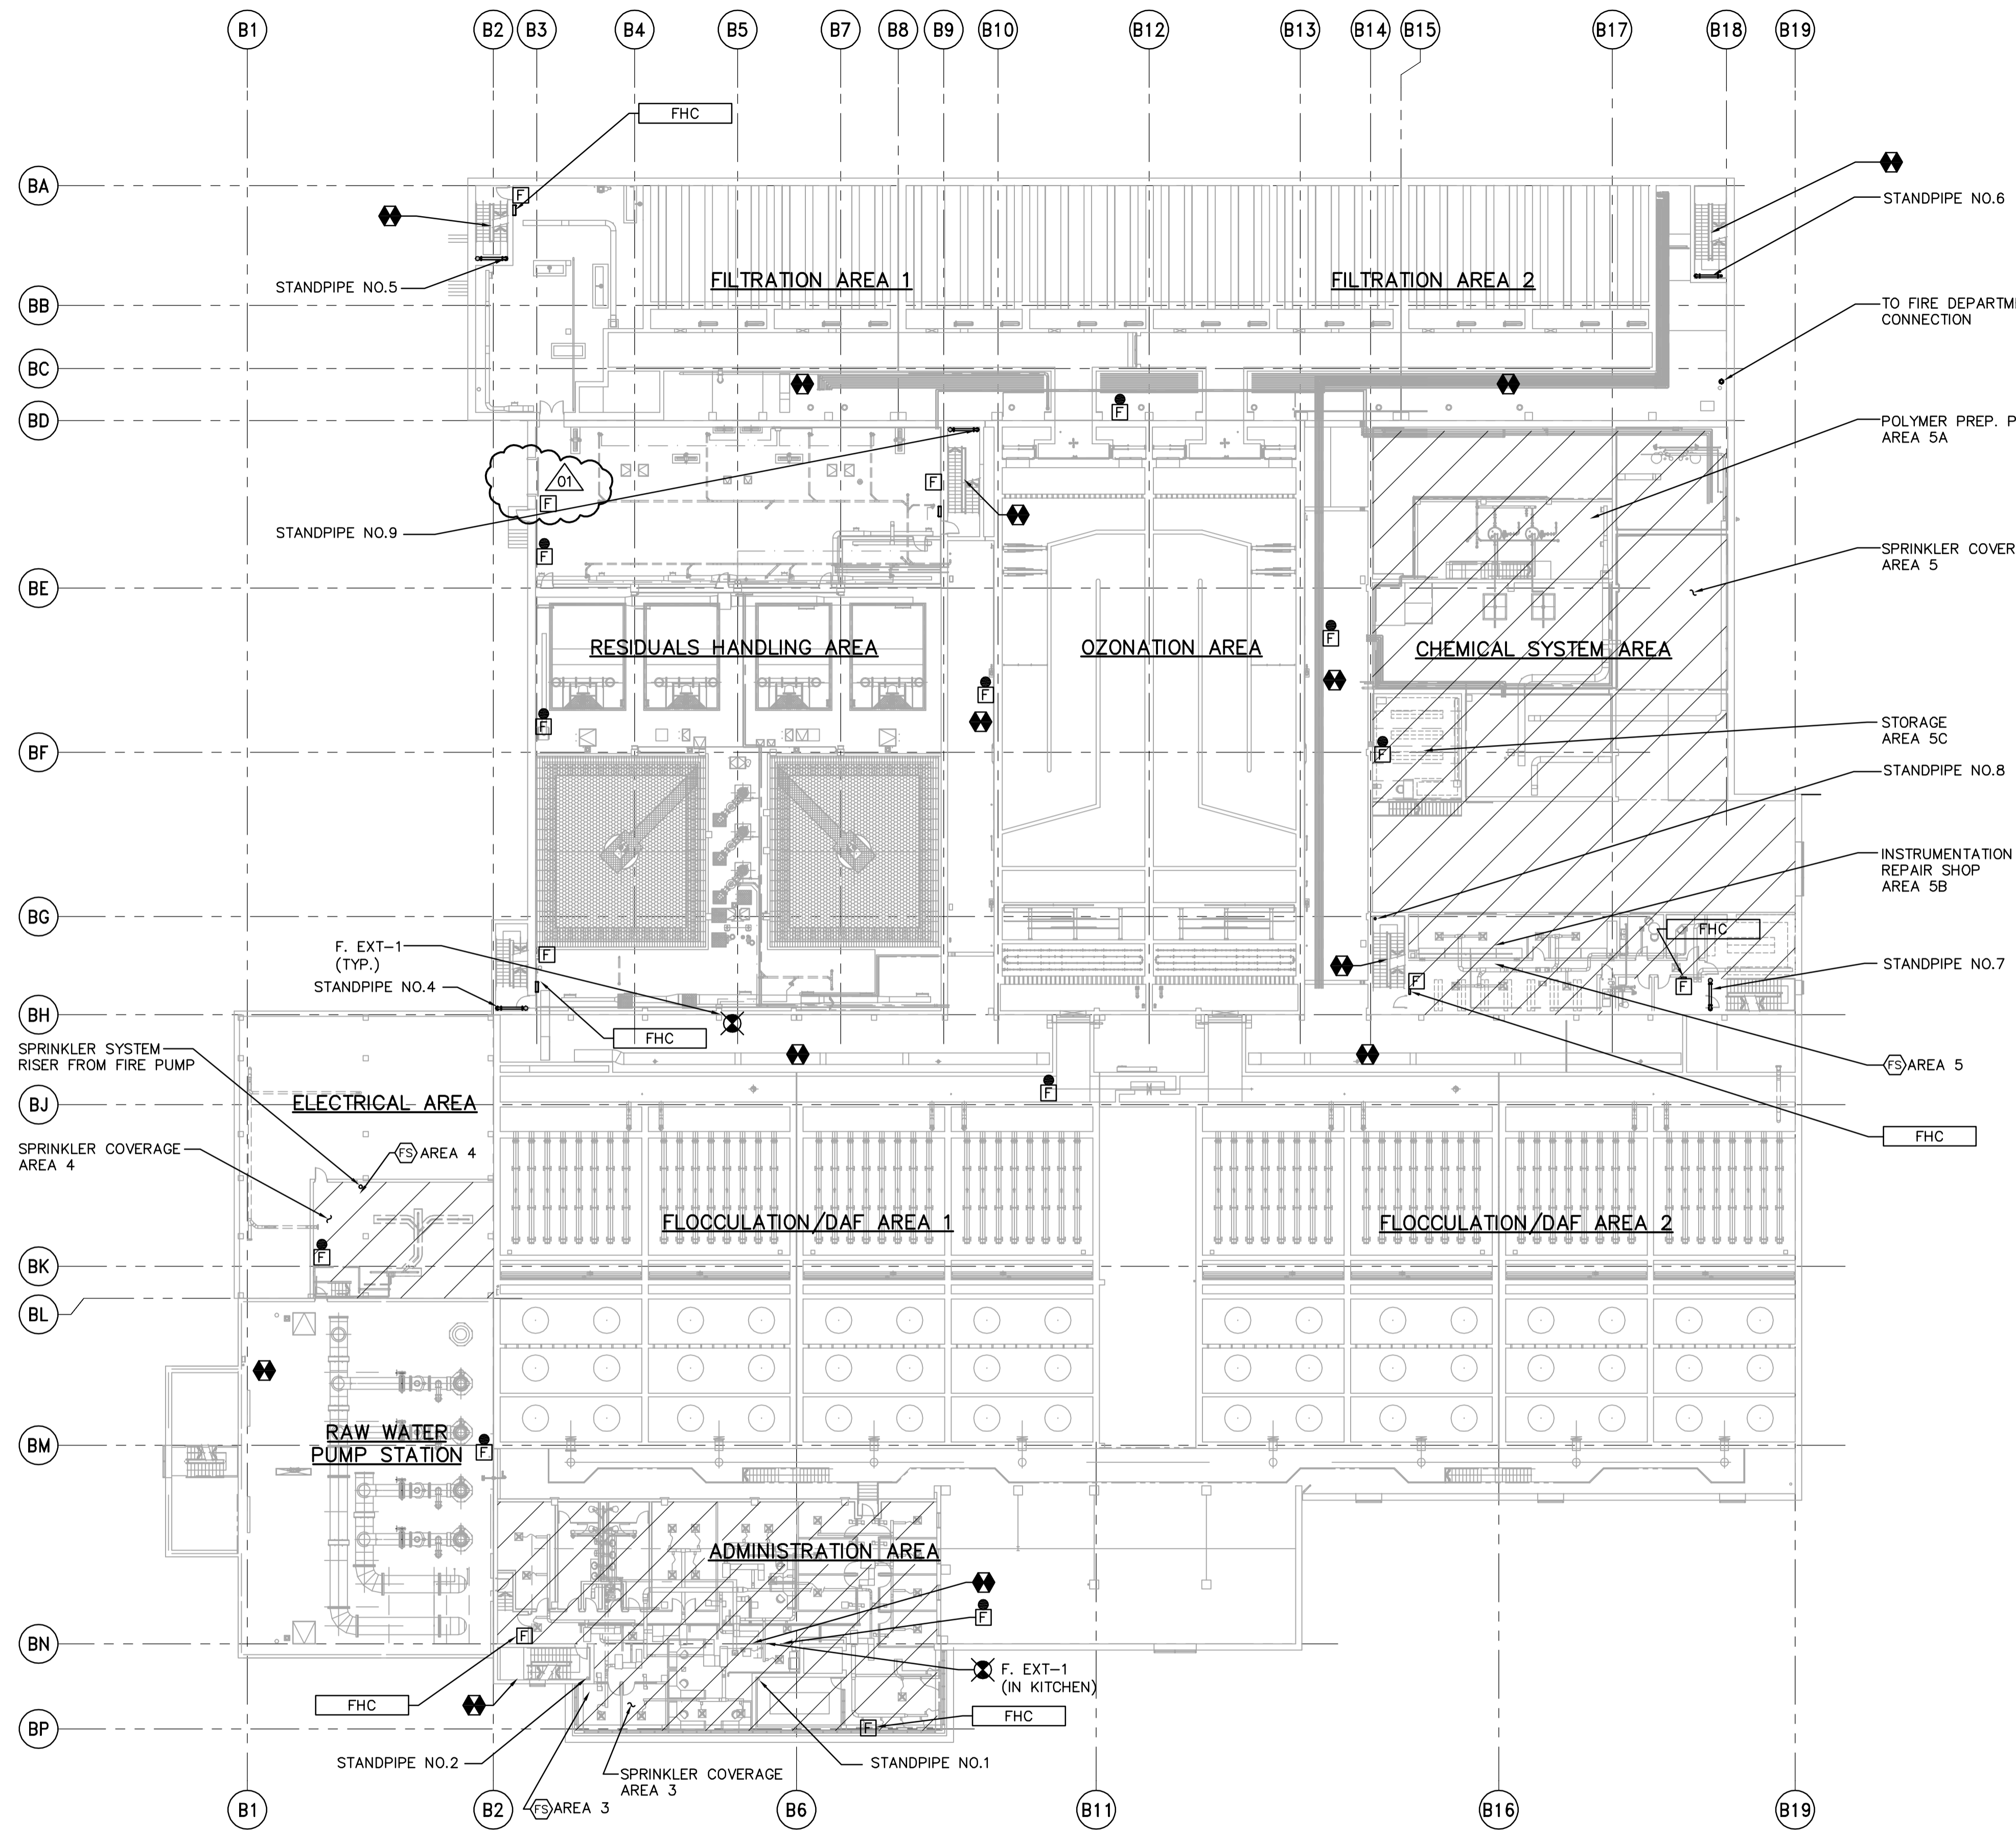 B1 B2 B3 B4 B5 B7 B8 B9 B10 B12 B13 B14 B15 B17 B18 B19
FHC
BA
F
STANDPIPE NO.6
FILTRATION AREA 1
FILTRATION AREA 2
STANDPIPE NO.5
BB
TO FIRE DEPARTM
CONNECTION
BC
F
BD
POLYMER PREP. P
AREA 5A
01
F
F
STANDPIPE NO.9
F
SPRINKLER COVER
AREA 5
BE
F
RESIDUALS HANDLING AREA
OZONATION AREA
CHEMICAL SYSTEM AREA
F
F
STORAGE
AREA 5C
BF
F
STANDPIPE NO.8
INSTRUMENTATION
REPAIR SHOP
AREA 5B
BG
FHC
F. EXT-1
(TYP.)
F
STANDPIPE NO.4
F
F
STANDPIPE NO.7
BH
FHC
SPRINKLER SYSTEM
RISER FROM FIRE PUMP
FS AREA 5
F
BJ
ELECTRICAL AREA
FHC
SPRINKLER COVERAGE
AREA 4
FS AREA 4
FLOCCULATION/DAF AREA 1
FLOCCULATION/DAF AREA 2
F
BK
BL
RAW WATER
PUMP STATION
BM
F
ADMINISTRATION AREA
F
BN
F
F. EXT-1
(IN KITCHEN)
FHC
FHC
BP
F
STANDPIPE NO.2
STANDPIPE NO.1
SPRINKLER COVERAGE
AREA 3
FS AREA 3
B1 B2 B6 B11 B16 B19